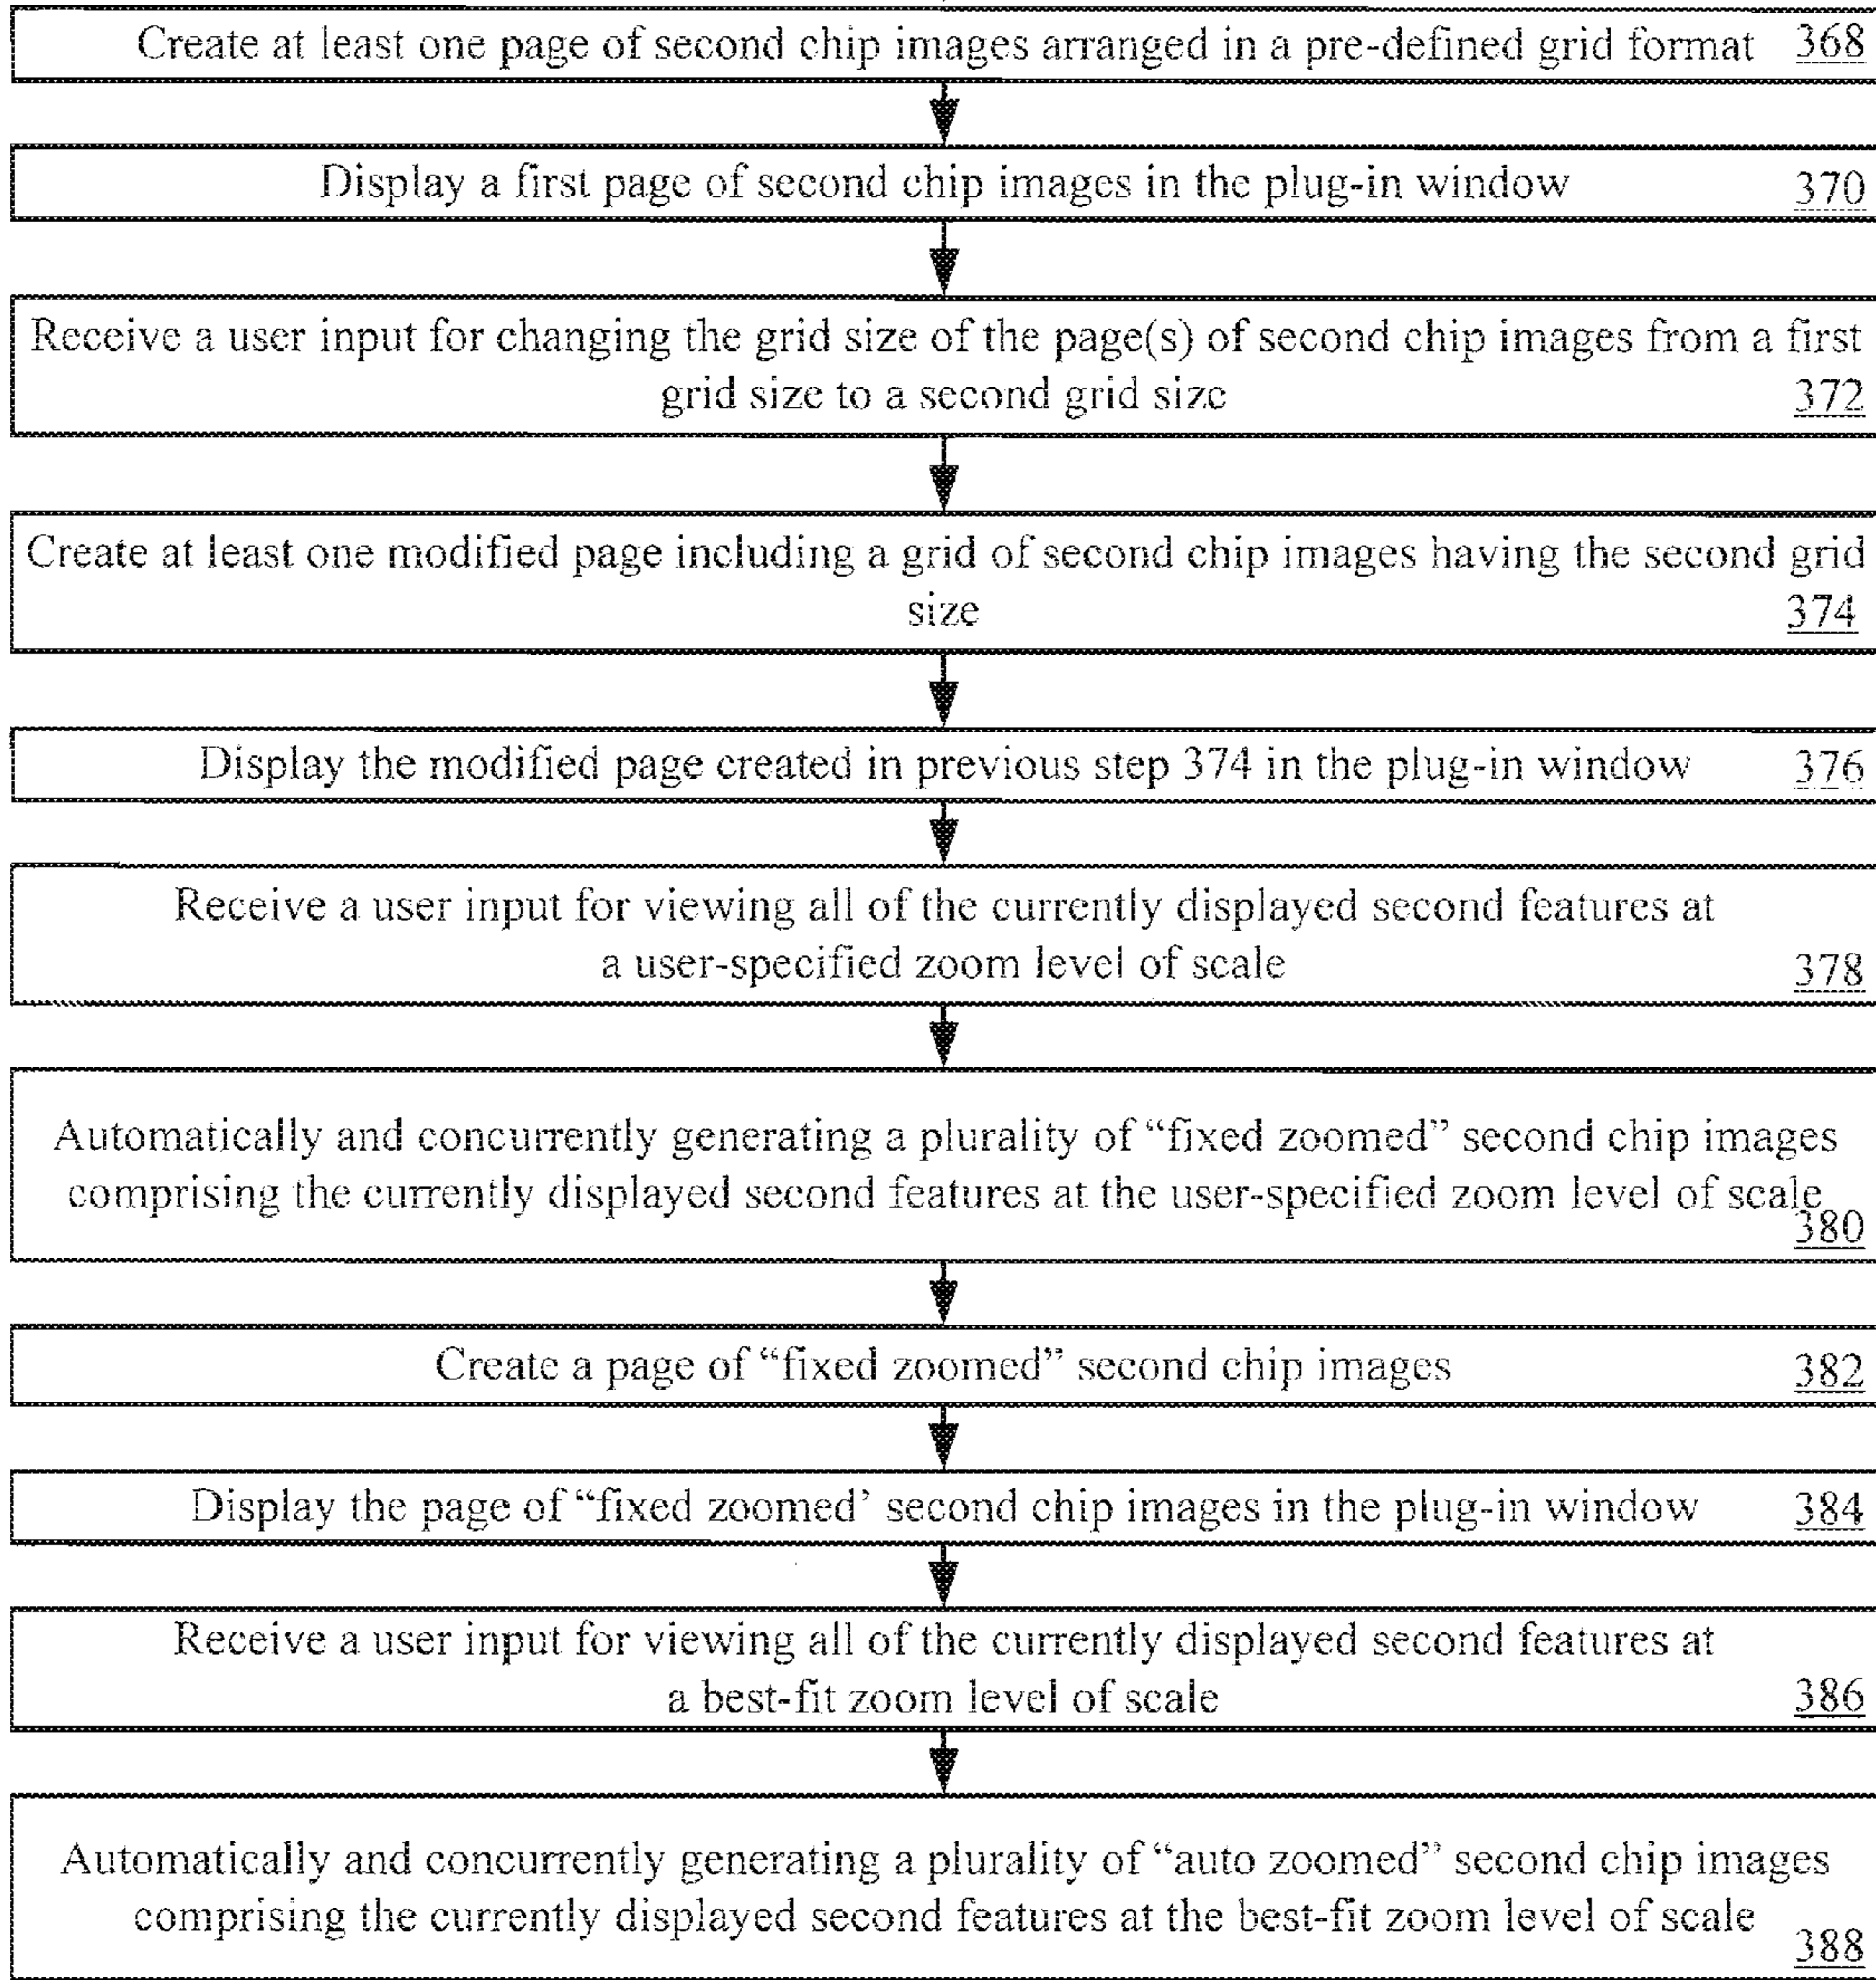 Create at least one page of second chip images arranged in a pre-defined grid format 368
Display a first page of second chip images in the plug-in window 370
Receive a user input for changing the grid size of the page(s) of second chip images from a first
grid size to a second grid size 372
Create at least one modified page including a grid of second chip images having the second grid
size 374
Display the modified page created in previous step 374 in the plug-in window 376
Receive a user input for viewing all of the currently displayed second features at
a user-specified zoom level of scale 378
Automatically and concurrently generating a plurality of “fixed zoomed” second chip images
comprising the currently displayed second features at the user-specified zoom level of scale
380
Create a page of “fixed zoomed” second chip images 382
Display the page of “fixed zoomed’ second chip images in the plug-in window 384
Receive a user input for viewing all of the currently displayed second features at
a best-fit zoom level of scale 386
Automatically and concurrently generating a plurality of “auto zoomed” second chip images
comprising the currently displayed second features at the best-fit zoom level of scale
388